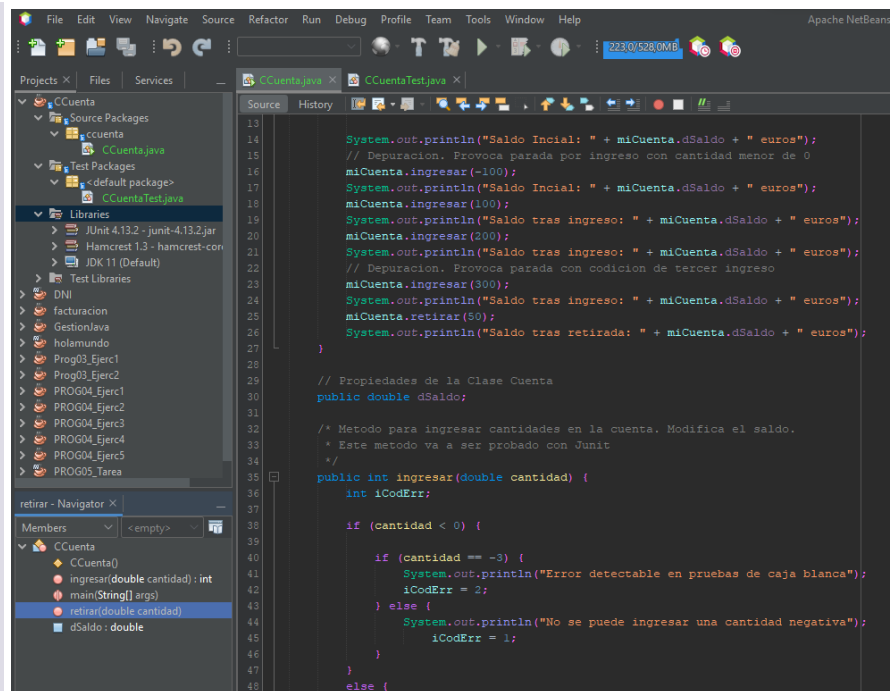 File Edit View Navigate Source Refactor Run Debug Profile Team Tools Window Help Apache NetBeans
223,0/528,0MB
Projects Files Services
CCuenta.java CCuentaTest.java
Source History
CCuenta
Source Packages
ccuenta
CCuenta.java
Test Packages
<default package>
CCuentaTest.java
Libraries
JUnit 4.13.2 - junit-4.13.2.jar
Hamcrest 1.3 - hamcrest-core
JDK 11 (Default)
Test Libraries
DNI
facturacion
GestionJava
holamundo
Prog03_Ejerc1
Prog03_Ejerc2
PROG04_Ejerc1
PROG04_Ejerc2
PROG04_Ejerc3
PROG04_Ejerc4
PROG04_Ejerc5
PROG05_Tarea
retirar - Navigator
Members <empty>
CCuenta
CCuenta()
ingresar(double cantidad) : int
main(String[] args)
retirar(double cantidad)
dSaldo : double
13
14 System.out.println("Saldo Incial: " + miCuenta.dSaldo + " euros");
15 // Depuracion. Provoca parada por ingreso con cantidad menor de 0
16 miCuenta.ingresar(-100);
17 System.out.println("Saldo Incial: " + miCuenta.dSaldo + " euros");
18 miCuenta.ingresar(100);
19 System.out.println("Saldo tras ingreso: " + miCuenta.dSaldo + " euros");
20 miCuenta.ingresar(200);
21 System.out.println("Saldo tras ingreso: " + miCuenta.dSaldo + " euros");
22 // Depuracion. Provoca parada con codicion de tercer ingreso
23 miCuenta.ingresar(300);
24 System.out.println("Saldo tras ingreso: " + miCuenta.dSaldo + " euros");
25 miCuenta.retirar(50);
26 System.out.println("Saldo tras retirada: " + miCuenta.dSaldo + " euros");
27 }
28
29 // Propiedades de la Clase Cuenta
30 public double dSaldo;
31
32 /* Metodo para ingresar cantidades en la cuenta. Modifica el saldo.
33 * Este metodo va a ser probado con Junit
34 */
35 public int ingresar(double cantidad) {
36 int iCodErr;
37
38 if (cantidad < 0) {
39
40 if (cantidad == -3) {
41 System.out.println("Error detectable en pruebas de caja blanca");
42 iCodErr = 2;
43 } else {
44 System.out.println("No se puede ingresar una cantidad negativa");
45 iCodErr = 1;
46 }
47 }
48 else {